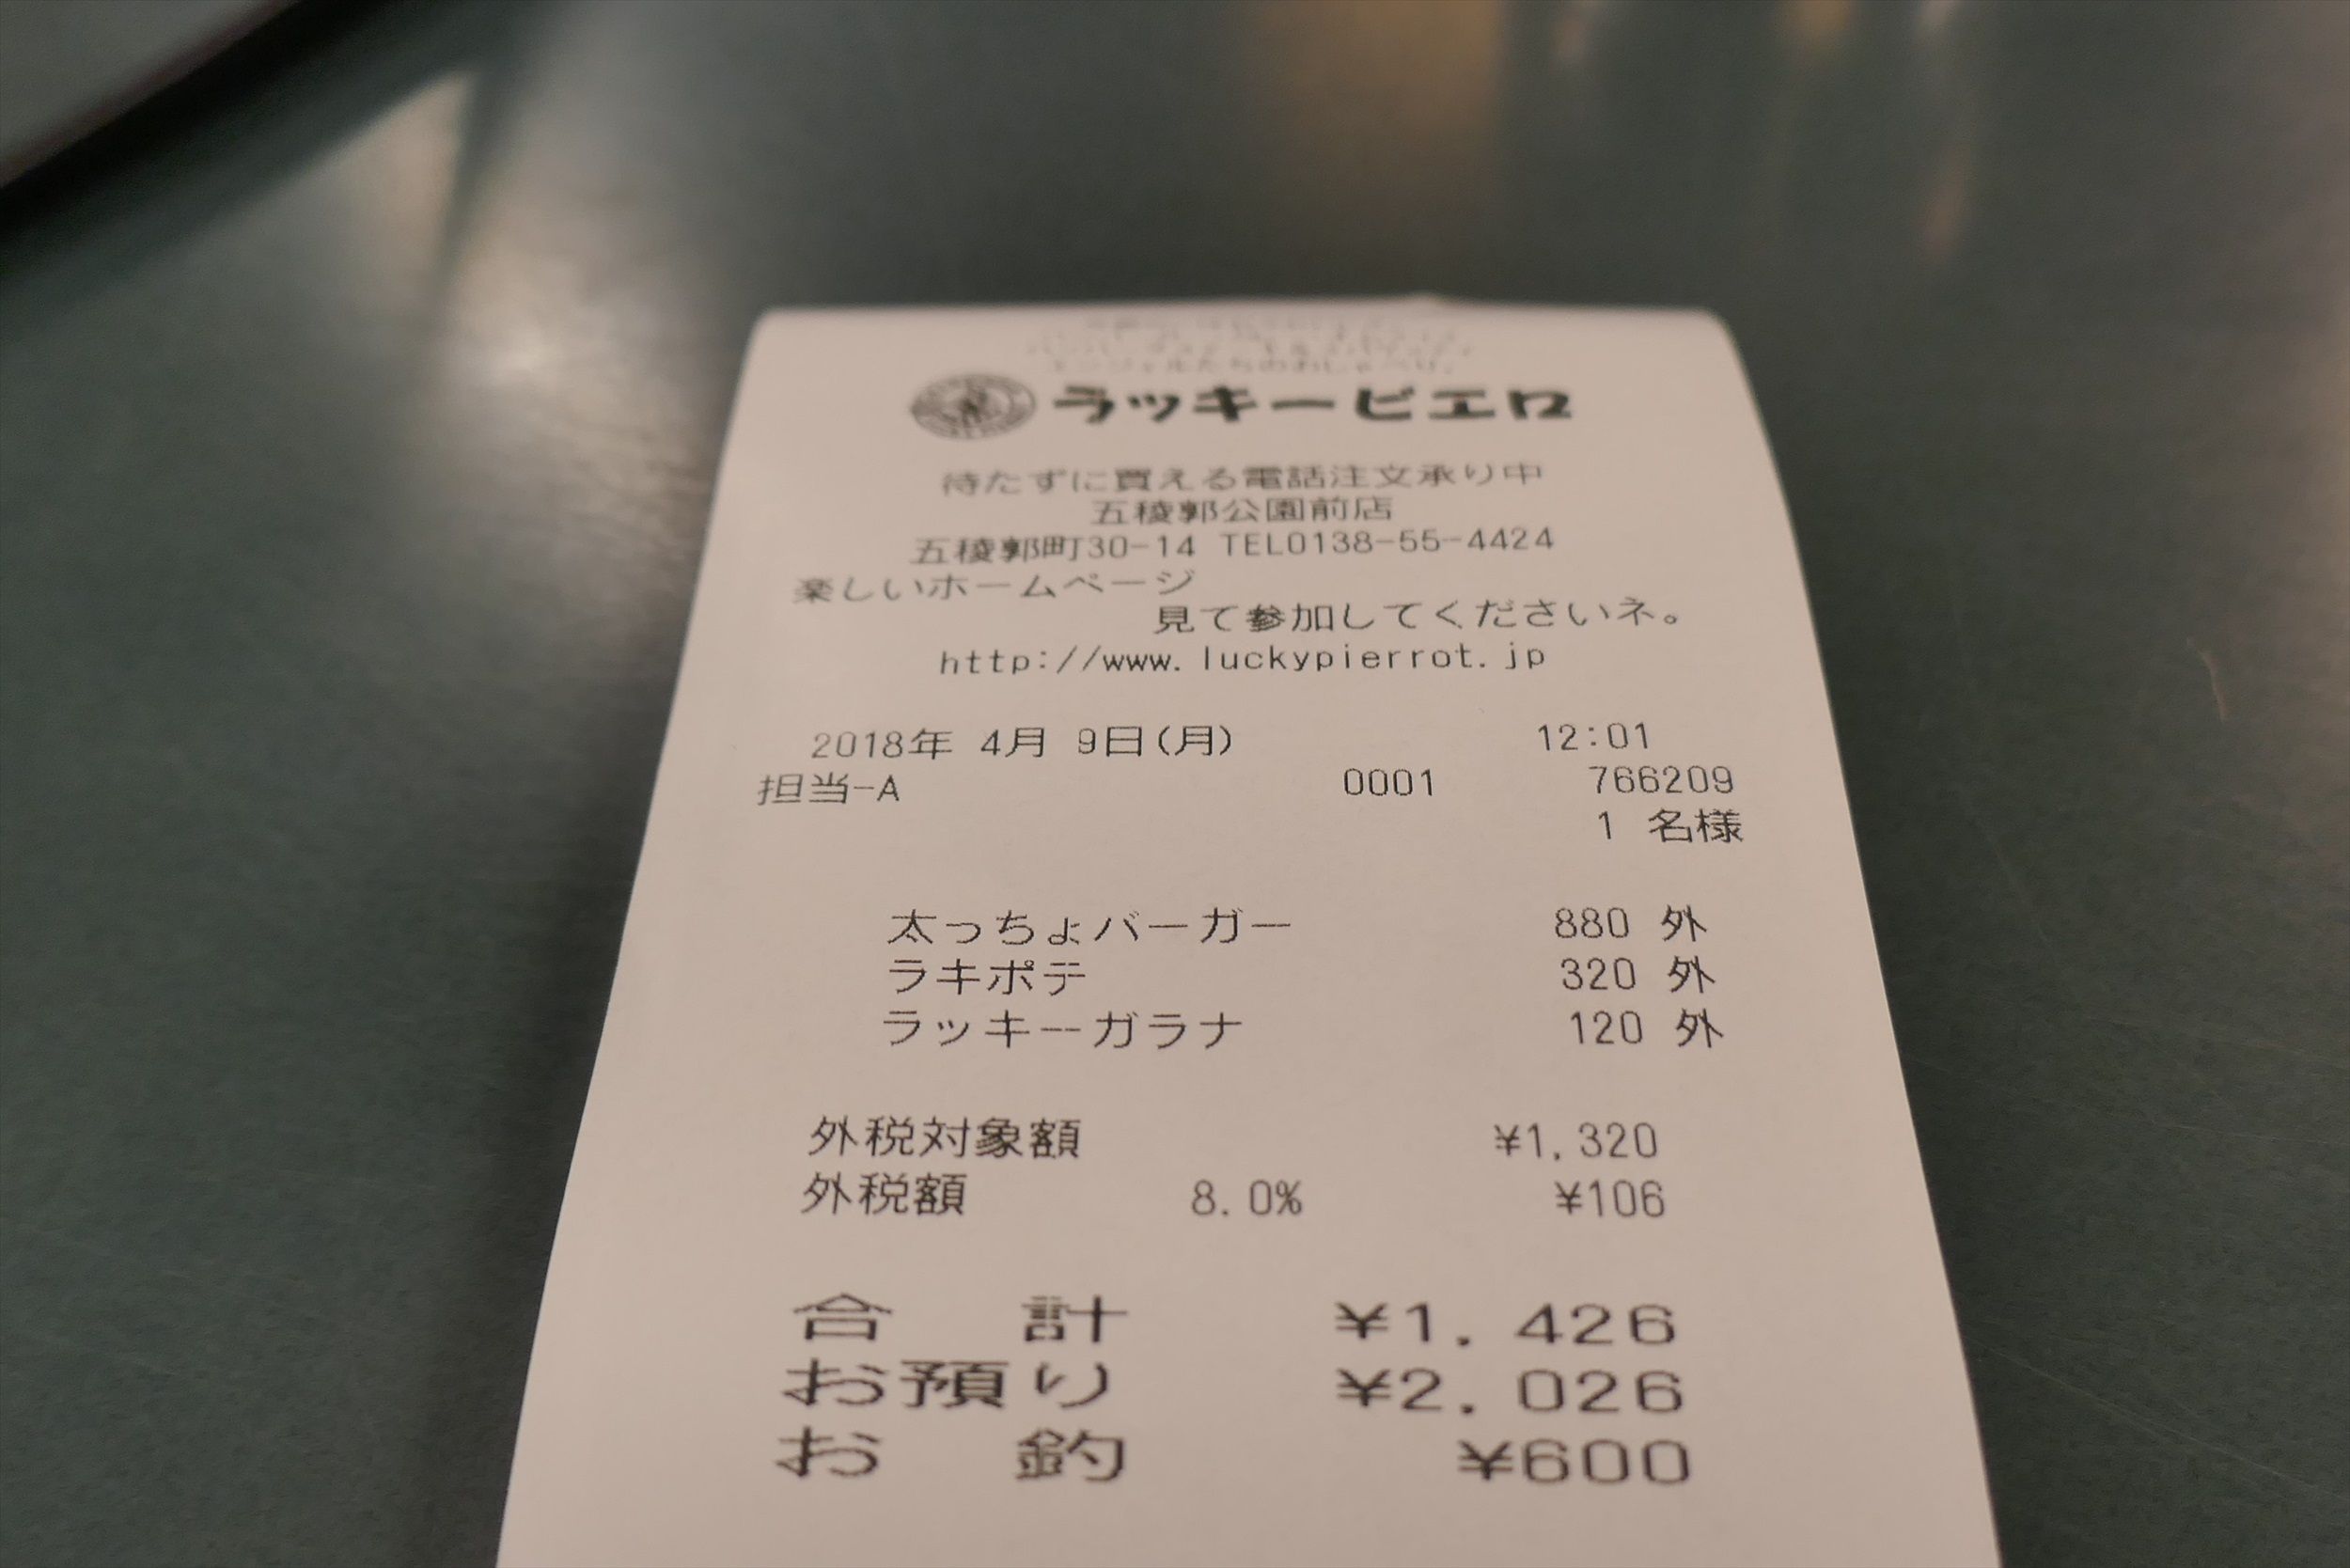 ラッキーピエロ
待たずに買える電話注文承り中
五稜郭公園前店
五稜郭町30-14 TEL0138-55-4424
楽しいホームページ
見て参加してくださいネ。
http://www.luckypierrot.jp
2018年 4月 9日(月) 12:01
担当-A 0001 766209
1 名様
太っちょバーガー 880 外
ラキポテ 320 外
ラッキーガラナ 120 外
外税対象額 ¥1,320
外税額 8.0% ¥106
合計 ¥1,426
お預り ¥2,026
お釣 ¥600